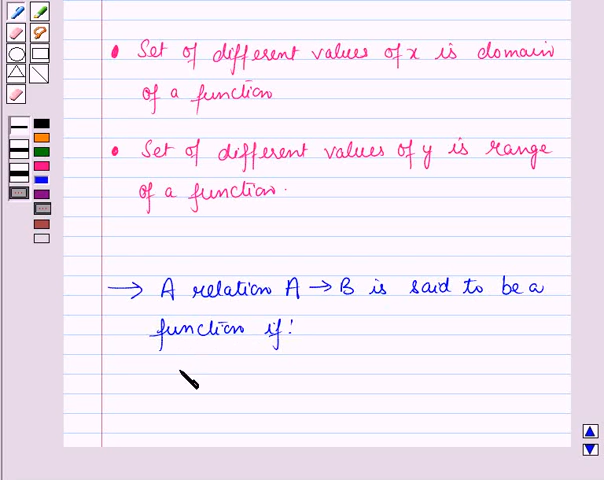 • Set of different values of x is domain
of a function
• Set of different values of y is range
of a function.
→ A relation A → B is said to be a
function if: